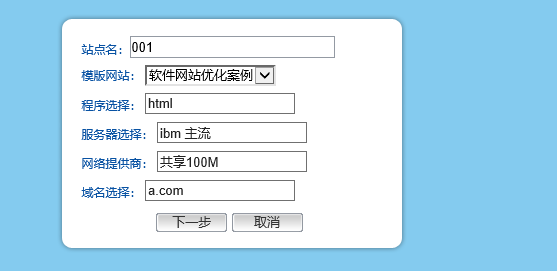 站点名：001
模版网站：软件网站优化案例
程序选择：html
服务器选择：ibm 主流
网络提供商：共享100M
域名选择：a.com
下一步 取消